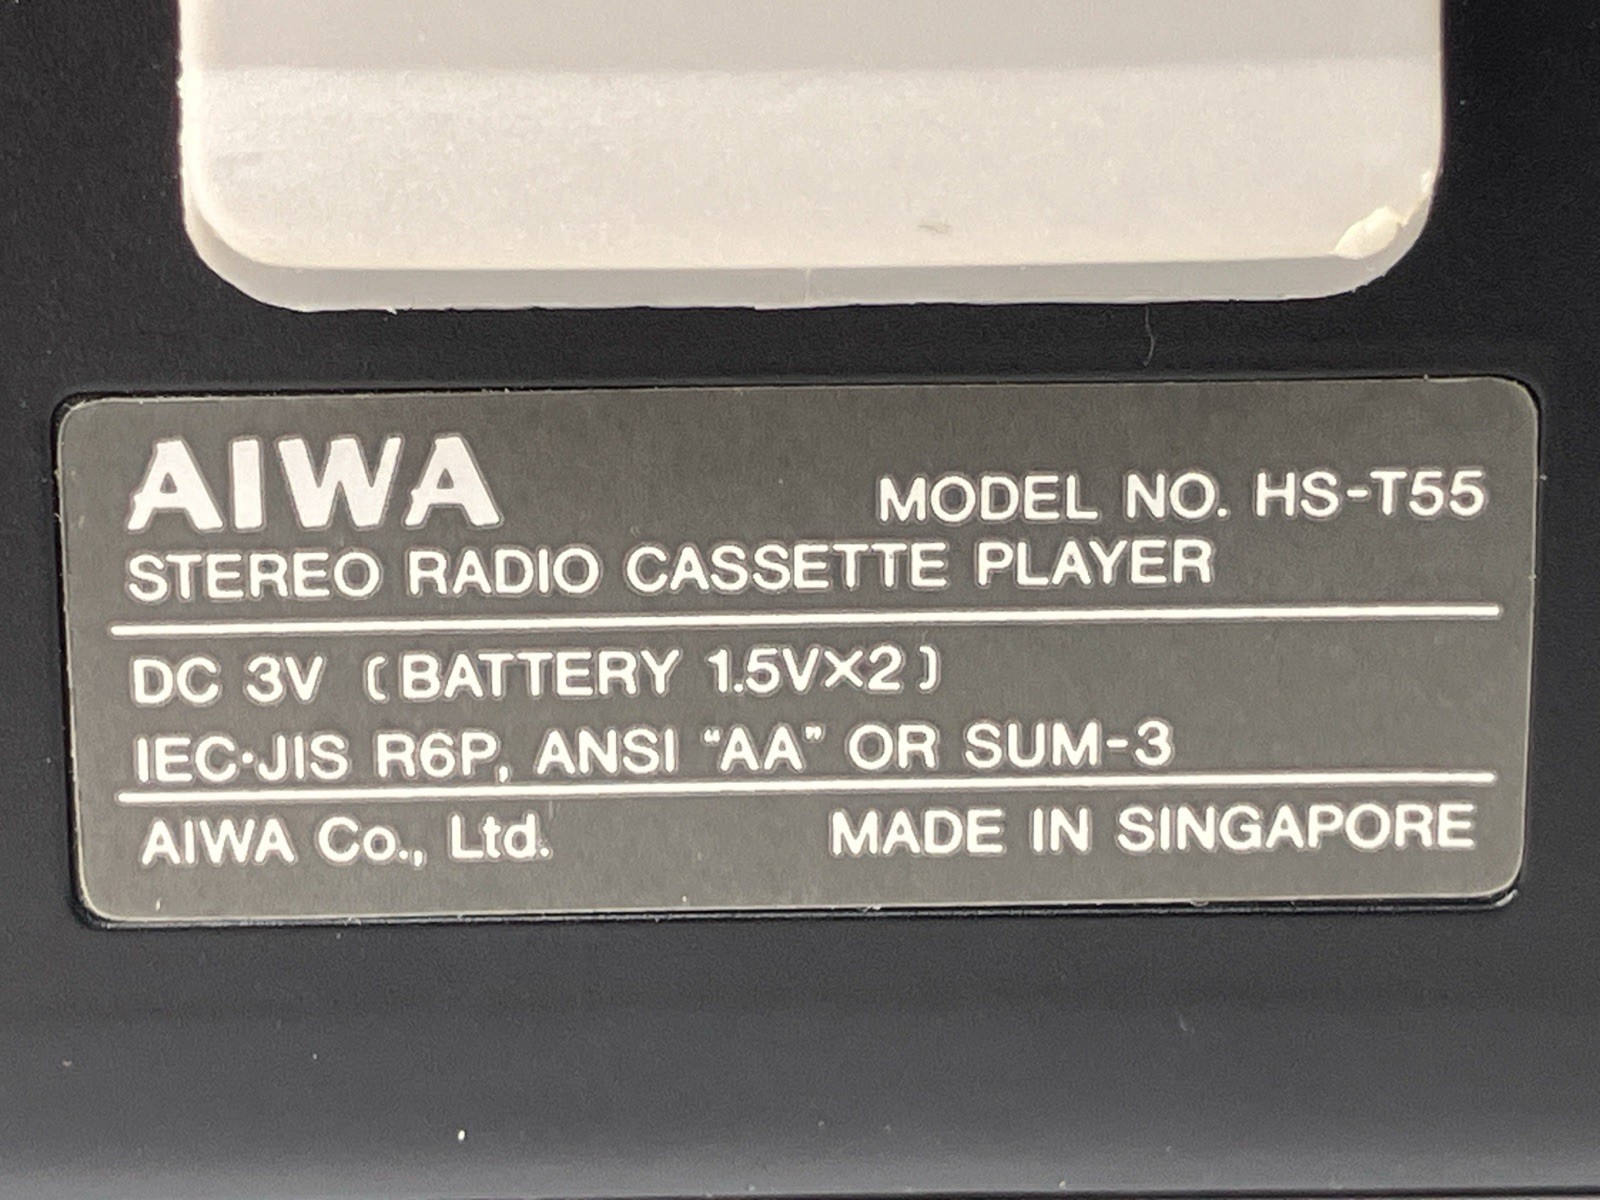 AIWA
MODEL NO. HS-T55
STEREO RADIO CASSETTE PLAYER
DC 3V (BATTERY 1.5V×2)
IEC·JIS R6P, ANSI “AA” OR SUM-3
AIWA Co., Ltd.
MADE IN SINGAPORE